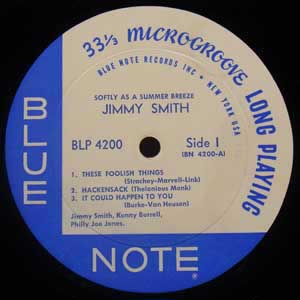 33⅓ MICROGROOVE LONG PLAYING
BLUE NOTE RECORDS INC • NEW YORK USA
SOFTLY AS A SUMMER BREEZE
JIMMY SMITH
BLP 4200
Side 1
(BN 4200-A)
1. THESE FOOLISH THINGS
(Strachey-Marvell-Link)
2. HACKENSACK (Thelonious Monk)
3. IT COULD HAPPEN TO YOU
(Burke-Van Heusen)
Jimmy Smith, Kenny Burrell,
Philly Joe Jones.
BLUE
NOTE
®